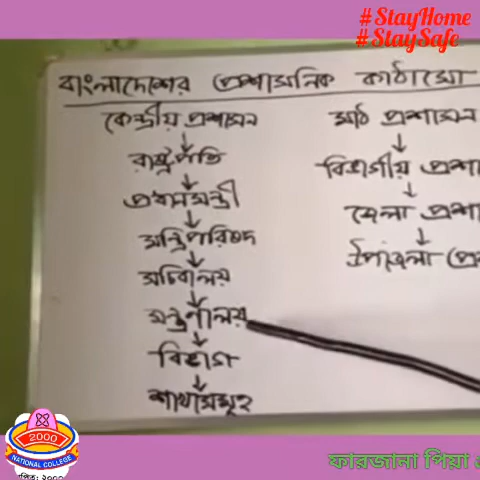 #StayHome
#StaySafe
বাংলাদেশের প্রশাসনিক কাঠামো
কেন্দ্রীয় প্রশাসন
রাষ্ট্রপতি
প্রধানমন্ত্রী
মন্ত্রিপরিষদ
সচিবালয়
মন্ত্রণালয়
বিভাগ
শাখাসমূহ
মাঠ প্রশাসন
বিভাগীয় প্রশা
জেলা প্রশা
উপজেলা প্র
2000
NATIONAL COLLEGE
ফারজানা পিয়া